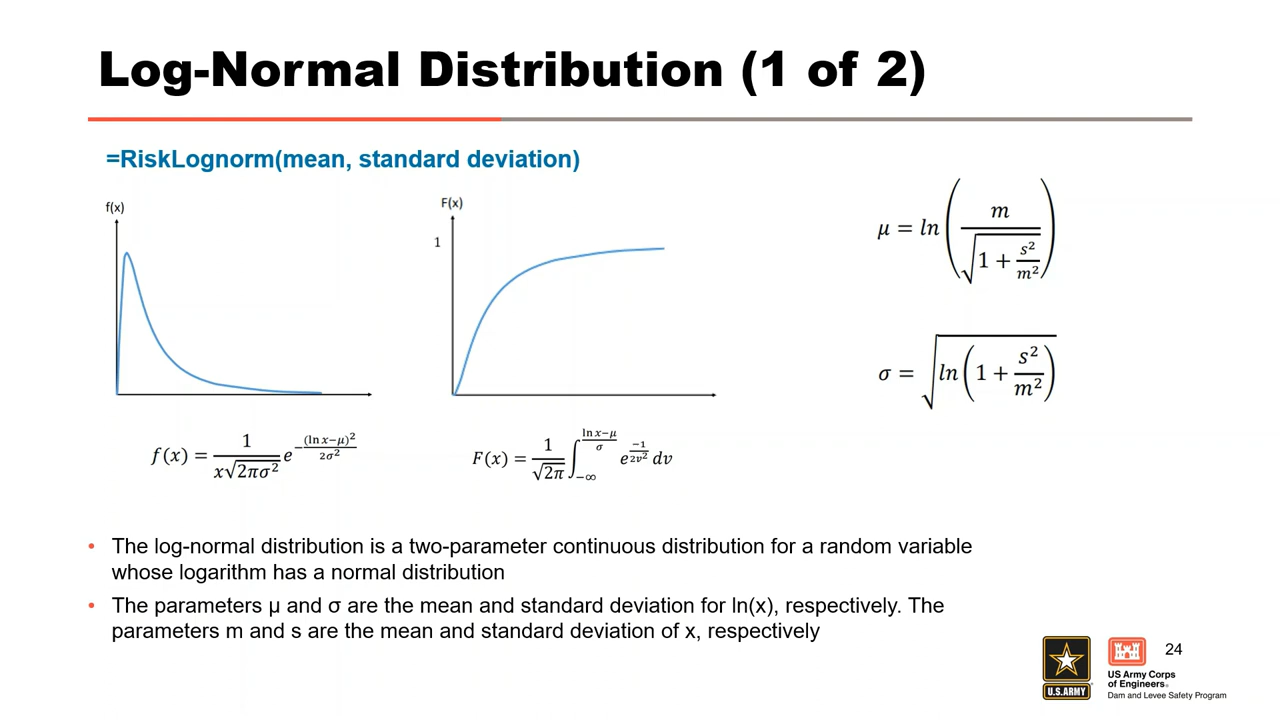 Log-Normal Distribution (1 of 2)
=RiskLognorm(mean, standard deviation)
f(x)
F(x)
1
μ = ln(m / √(1 + s²/m²))
σ = √(ln(1 + s²/m²))
f(x) = 1/(x√(2πσ²)) e^(−(ln x−μ)²/(2σ²))
F(x) = 1/√(2π) ∫_{−∞}^{(ln x−μ)/σ} e^(−1/(2v²)) dv
• The log-normal distribution is a two-parameter continuous distribution for a random variable
whose logarithm has a normal distribution
• The parameters μ and σ are the mean and standard deviation for ln(x), respectively. The
parameters m and s are the mean and standard deviation of x, respectively
24
U.S.ARMY
US Army Corps
of Engineers®
Dam and Levee Safety Program